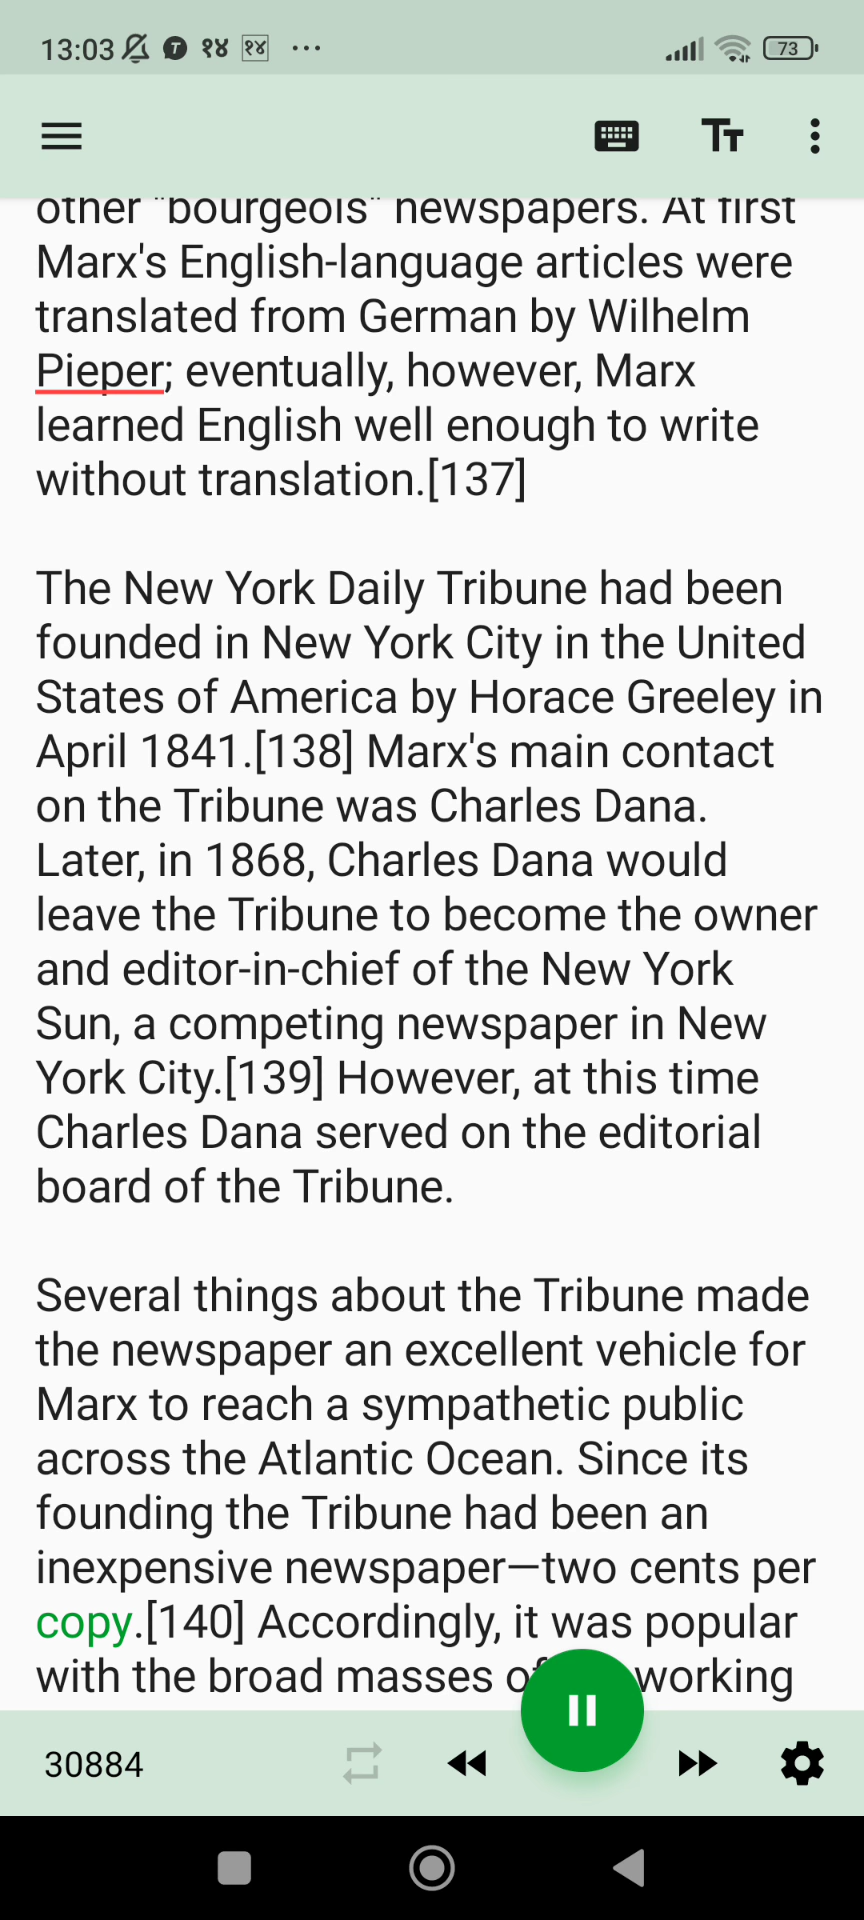 13:03 T १४ १४ ... 73
other "bourgeois" newspapers. At first
Marx's English-language articles were
translated from German by Wilhelm
Pieper; eventually, however, Marx
learned English well enough to write
without translation.[137]
The New York Daily Tribune had been
founded in New York City in the United
States of America by Horace Greeley in
April 1841.[138] Marx's main contact
on the Tribune was Charles Dana.
Later, in 1868, Charles Dana would
leave the Tribune to become the owner
and editor-in-chief of the New York
Sun, a competing newspaper in New
York City.[139] However, at this time
Charles Dana served on the editorial
board of the Tribune.
Several things about the Tribune made
the newspaper an excellent vehicle for
Marx to reach a sympathetic public
across the Atlantic Ocean. Since its
founding the Tribune had been an
inexpensive newspaper—two cents per
copy.[140] Accordingly, it was popular
with the broad masses of working
30884